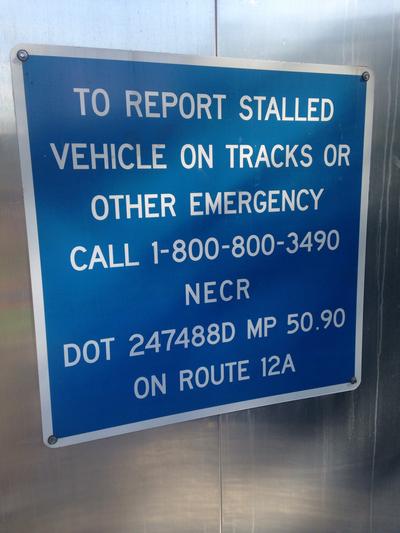 TO REPORT STALLED
VEHICLE ON TRACKS OR
OTHER EMERGENCY
CALL 1-800-800-3490
NECR
DOT 247488D MP 50.90
ON ROUTE 12A